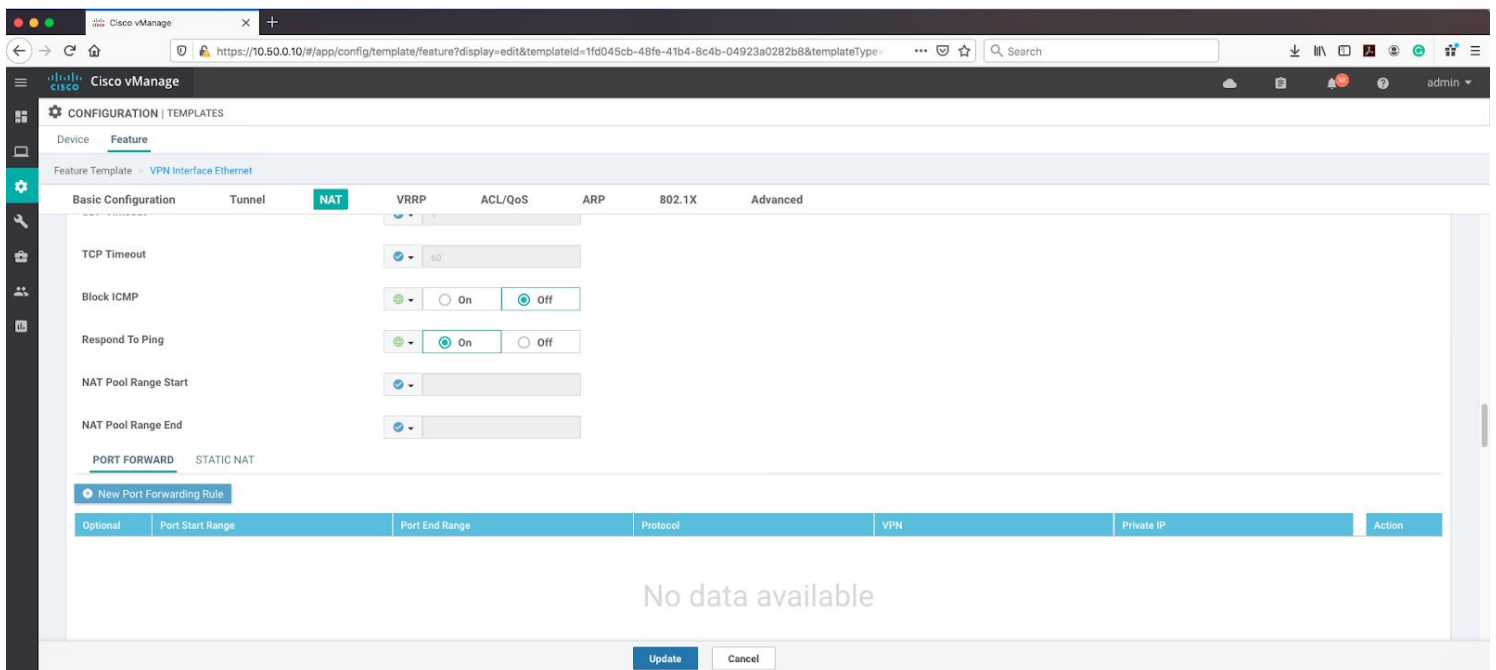 Cisco vManage
https://10.50.0.10/#/app/config/template/feature?display=edit&templateId=1fd045cb-48fe-41b4-8c4b-04923a0282b8&templateType=
Search
CISCO
Cisco vManage
admin
CONFIGURATION | TEMPLATES
Device Feature
Feature Template > VPN Interface Ethernet
Basic Configuration Tunnel NAT VRRP ACL/QoS ARP 802.1X Advanced
TCP Timeout 60
Block ICMP On Off
Respond To Ping On Off
NAT Pool Range Start
NAT Pool Range End
PORT FORWARD STATIC NAT
New Port Forwarding Rule
Optional Port Start Range Port End Range Protocol VPN Private IP Action
No data available
Update Cancel